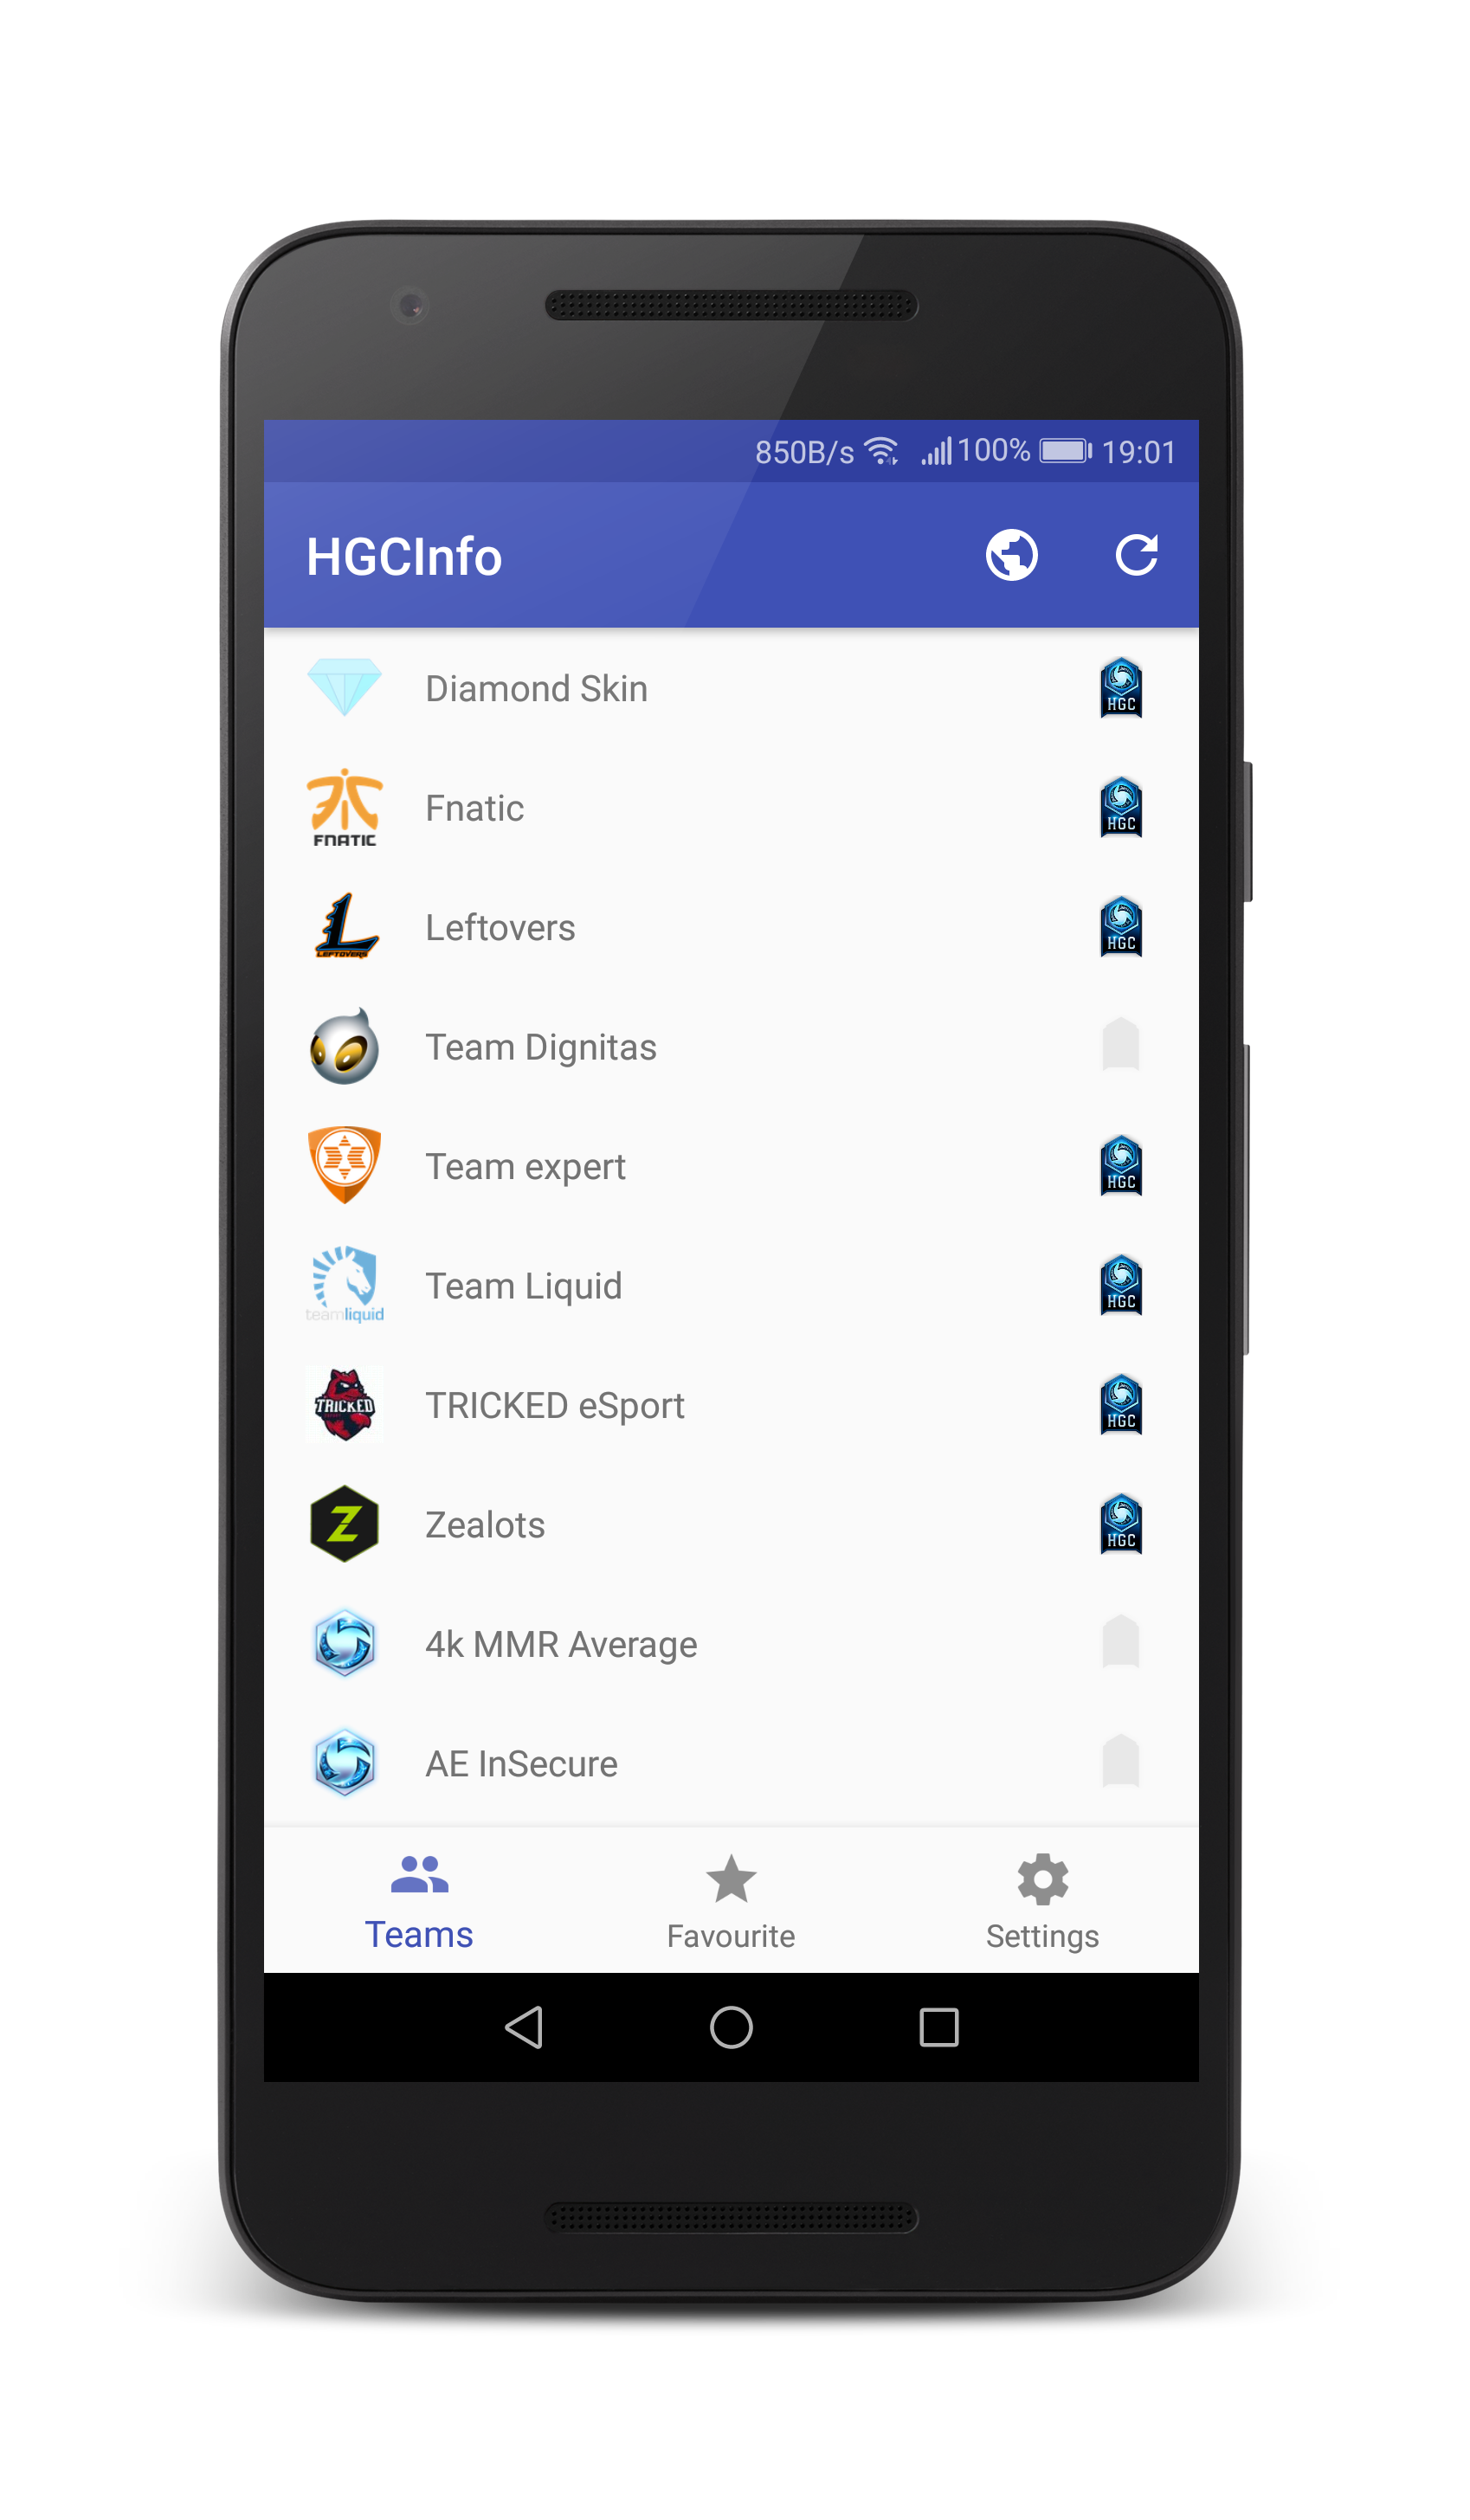 850B/s 100% 19:01
HGCInfo
Diamond Skin
HGC
FNATIC
Fnatic
HGC
LEFTOVERS
Leftovers
HGC
Team Dignitas
Team expert
HGC
teamliquid
Team Liquid
HGC
TRICKED
TRICKED eSport
HGC
Z
Zealots
HGC
4k MMR Average
AE InSecure
Teams
Favourite
Settings